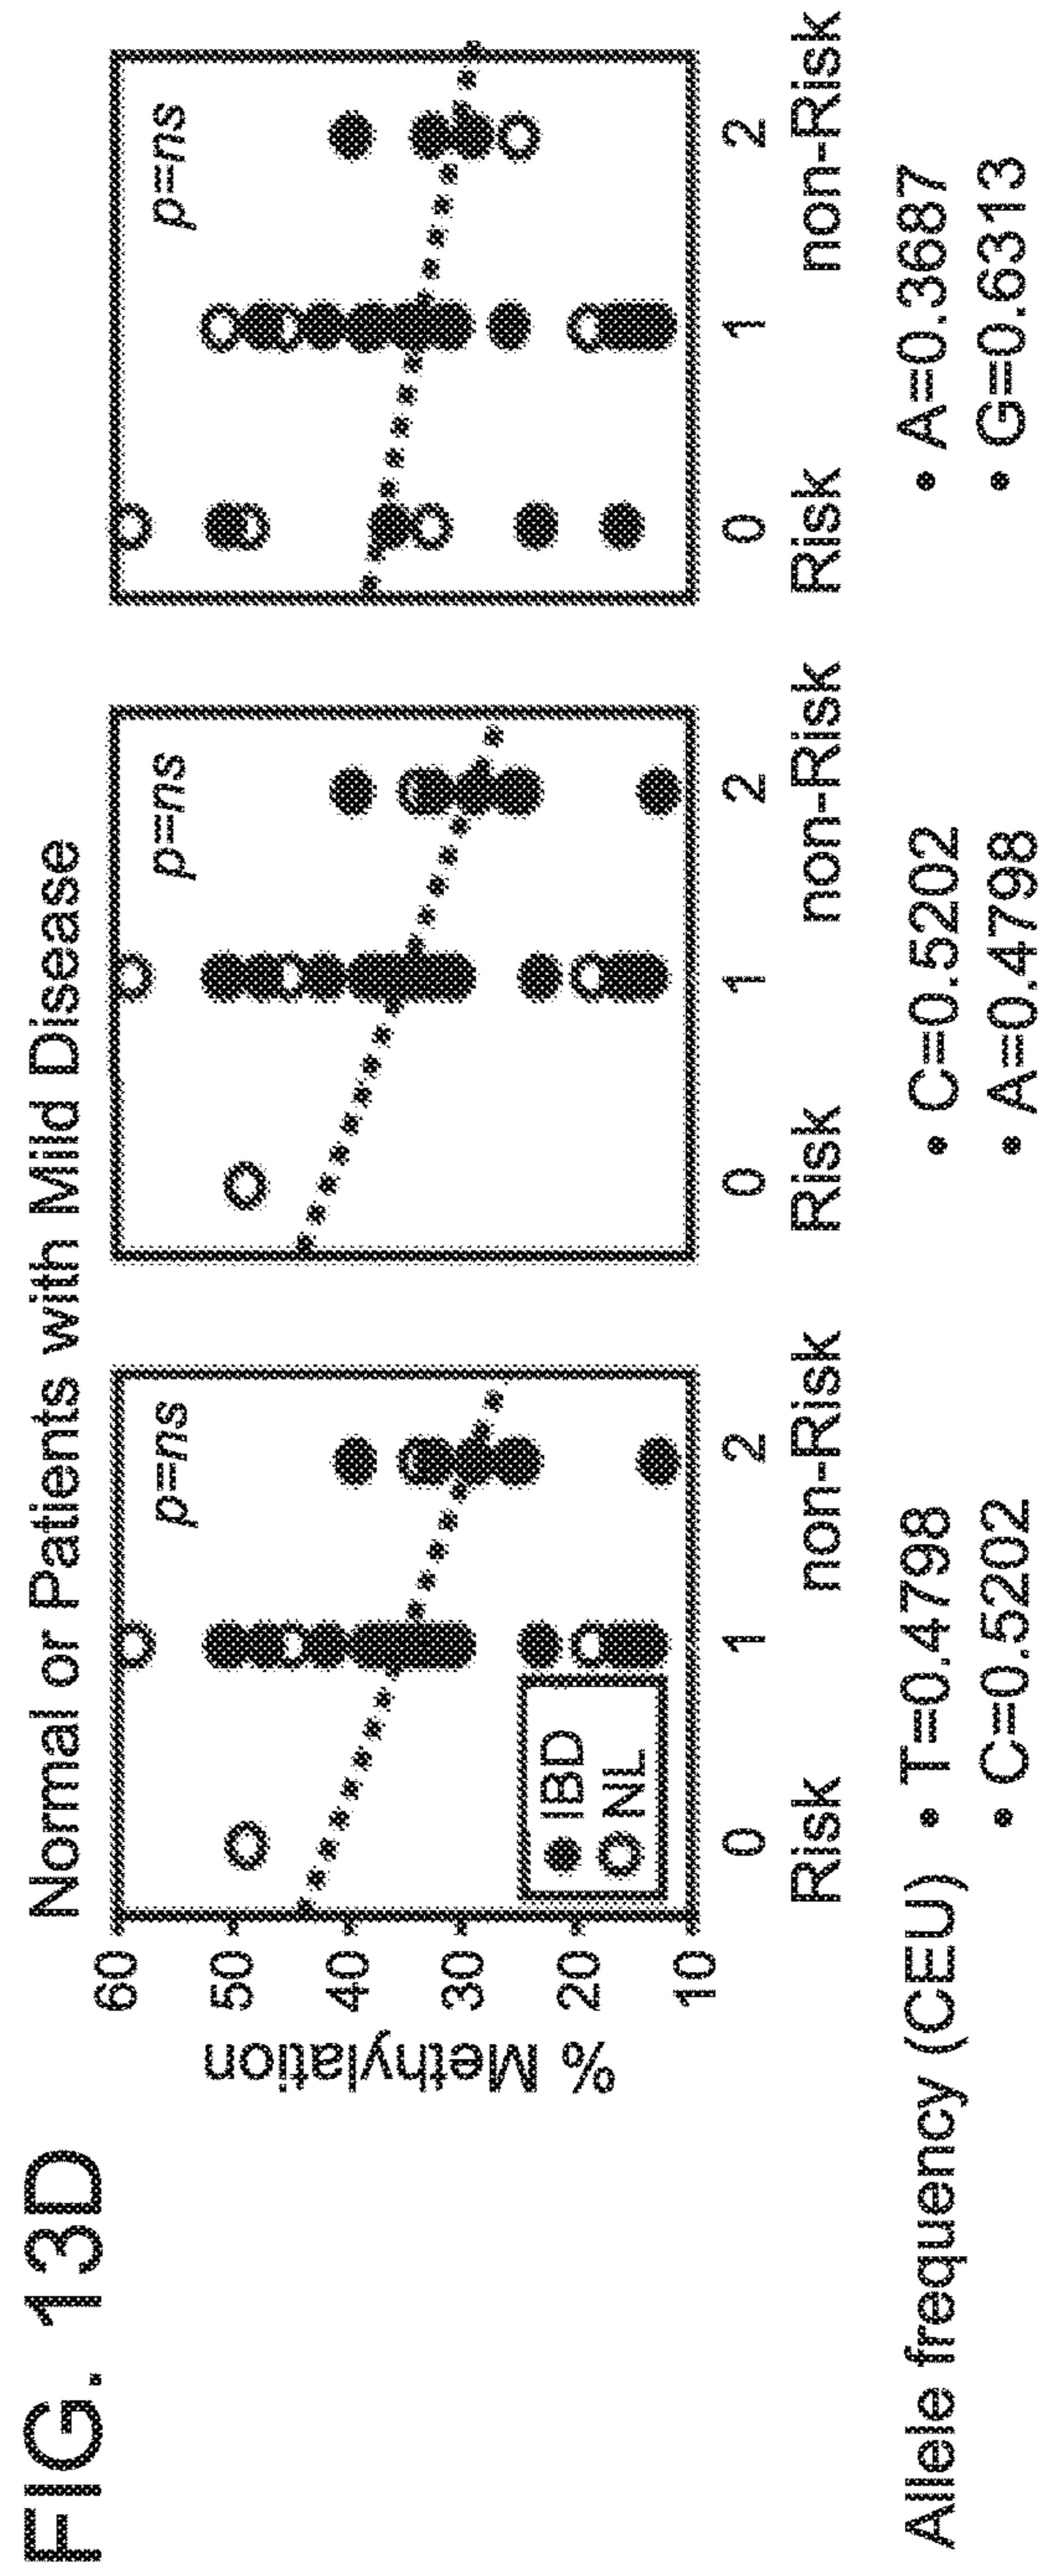 FIG. 13D
Normal or Patients with Mild Disease
% Methylation
60
50
40
30
20
10
p=ns
IBD
NL
0 1 2
Risk non-Risk
p=ns
0 1 2
Risk non-Risk
p=ns
0 1 2
Risk non-Risk
Allele frequency (CEU) • T=0.4798 • C=0.5202 • A=0.3687
• C=0.5202 • A=0.4798 • G=0.6313